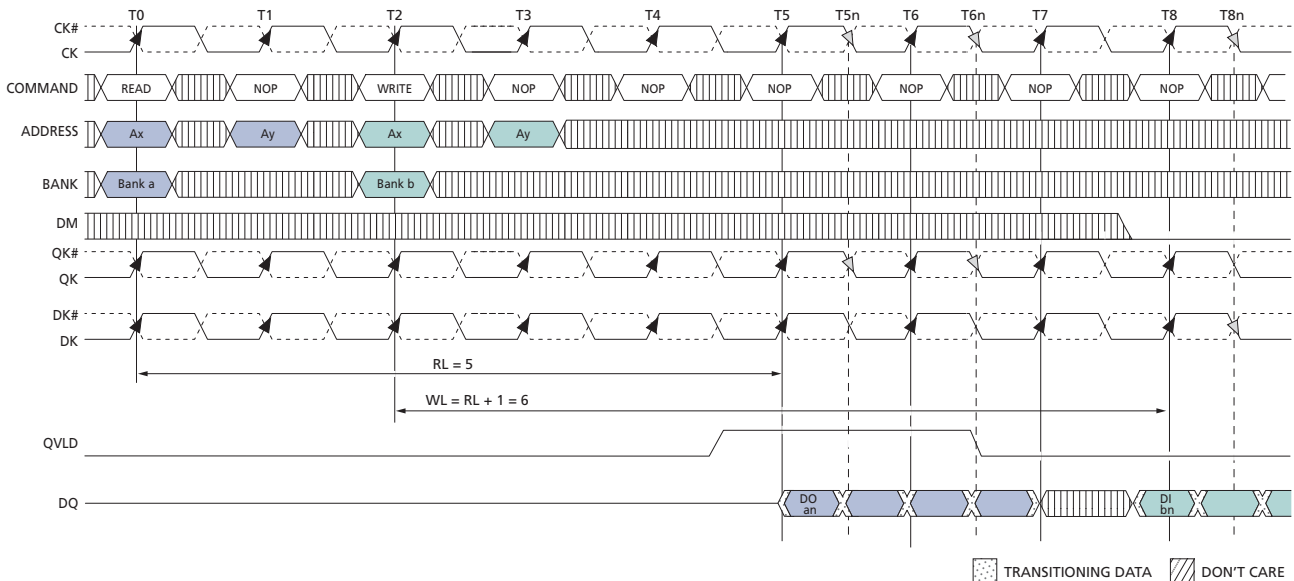 T0 T1 T2 T3 T4 T5 T5n T6 T6n T7 T8 T8n
CK#
CK
COMMAND READ NOP WRITE NOP NOP NOP NOP NOP NOP
ADDRESS Ax Ay Ax Ay
BANK Bank a Bank b
DM
QK#
QK
DK#
DK
RL = 5
WL = RL + 1 = 6
QVLD
DQ DO an DI bn
TRANSITIONING DATA DON'T CARE